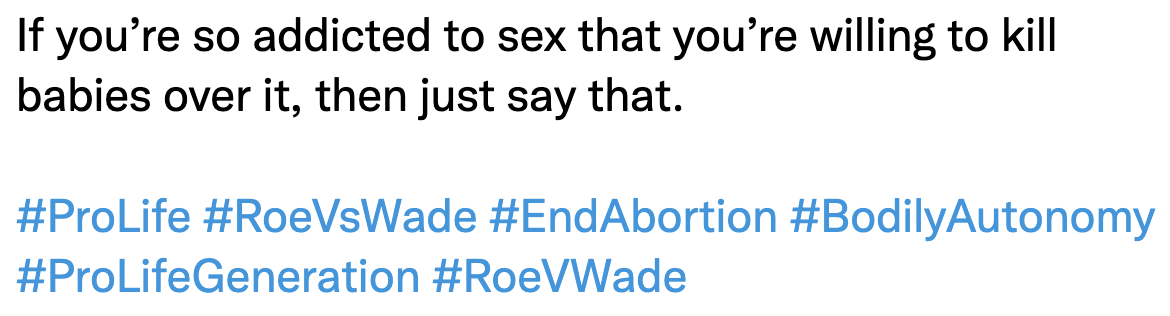 If you’re so addicted to sex that you’re willing to kill
babies over it, then just say that.
#ProLife #RoeVsWade #EndAbortion #BodilyAutonomy
#ProLifeGeneration #RoeVWade